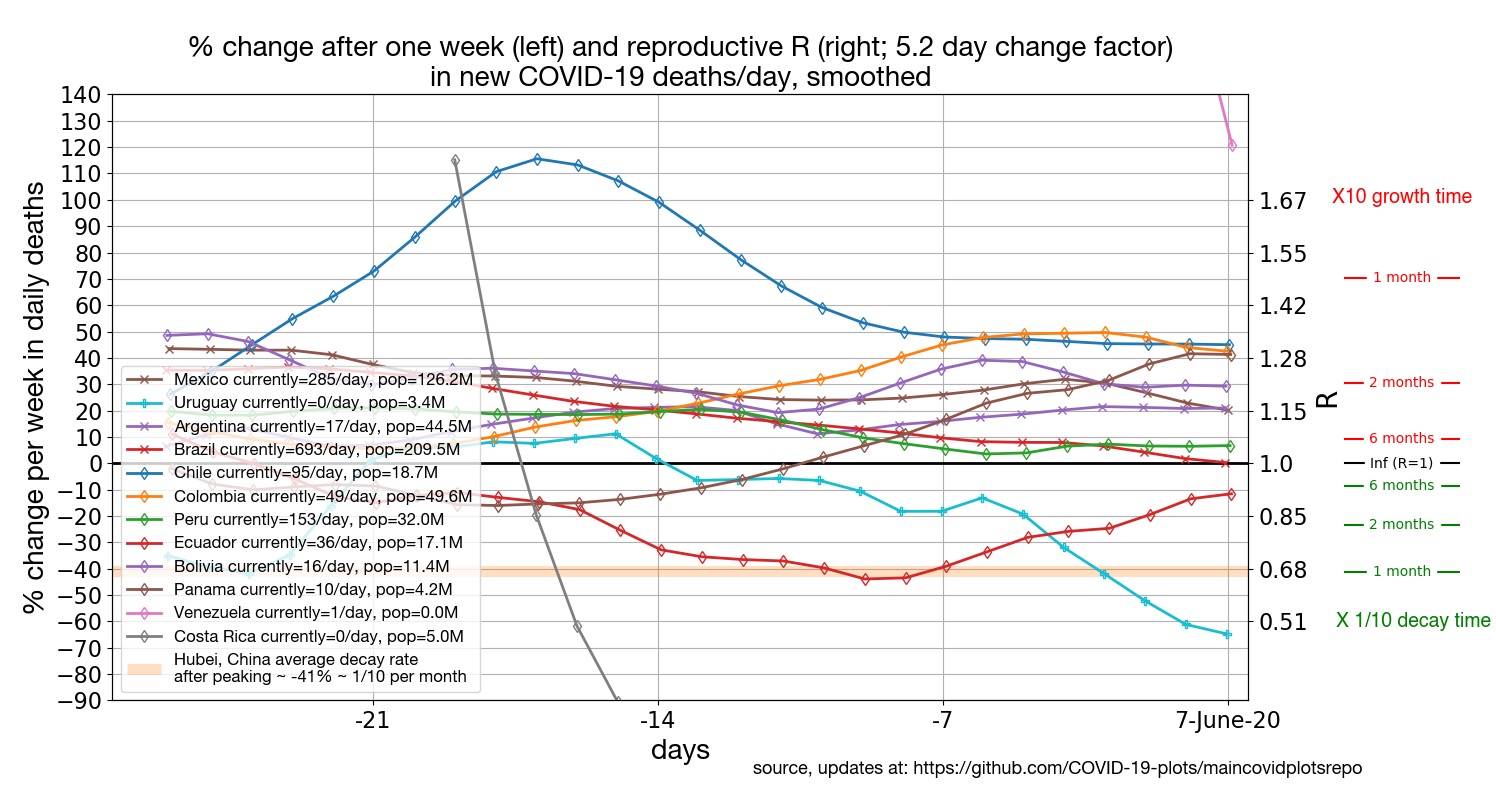 % change after one week (left) and reproductive R (right; 5.2 day change factor)
in new COVID-19 deaths/day, smoothed
% change per week in daily deaths
140
130
120
110
100
90
80
70
60
50
40
30
20
10
0
−10
−20
−30
−40
−50
−60
−70
−80
−90
Mexico currently=285/day, pop=126.2M
Uruguay currently=0/day, pop=3.4M
Argentina currently=17/day, pop=44.5M
Brazil currently=693/day, pop=209.5M
Chile currently=95/day, pop=18.7M
Colombia currently=49/day, pop=49.6M
Peru currently=153/day, pop=32.0M
Ecuador currently=36/day, pop=17.1M
Bolivia currently=16/day, pop=11.4M
Panama currently=10/day, pop=4.2M
Venezuela currently=1/day, pop=0.0M
Costa Rica currently=0/day, pop=5.0M
Hubei, China average decay rate
after peaking ~ -41% ~ 1/10 per month
-21
-14
-7
7-June-20
days
1.67
1.55
1.42
1.28
1.15
1.0
0.85
0.68
0.51
R
X10 growth time
1 month
2 months
6 months
Inf (R=1)
6 months
2 months
1 month
X 1/10 decay time
source, updates at: https://github.com/COVID-19-plots/maincovidplotsrepo